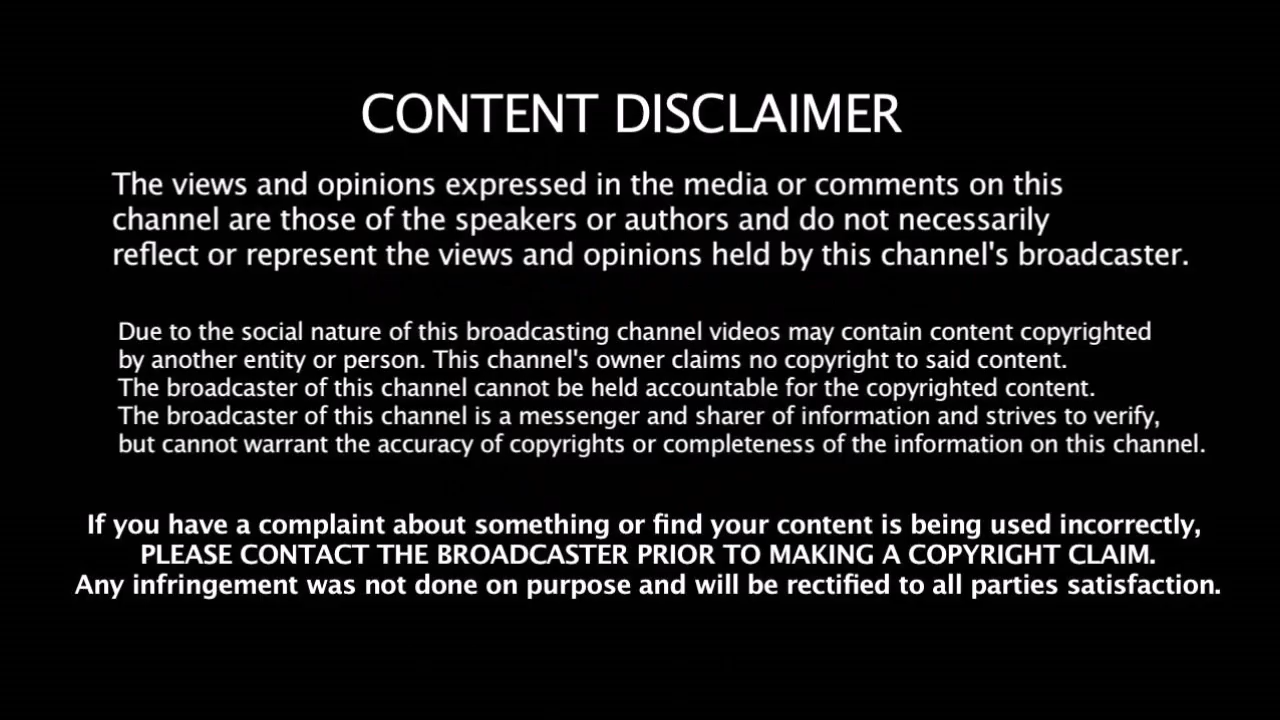 CONTENT DISCLAIMER
The views and opinions expressed in the media or comments on this
channel are those of the speakers or authors and do not necessarily
reflect or represent the views and opinions held by this channel's broadcaster.
Due to the social nature of this broadcasting channel videos may contain content copyrighted
by another entity or person. This channel's owner claims no copyright to said content.
The broadcaster of this channel cannot be held accountable for the copyrighted content.
The broadcaster of this channel is a messenger and sharer of information and strives to verify,
but cannot warrant the accuracy of copyrights or completeness of the information on this channel.
If you have a complaint about something or find your content is being used incorrectly,
PLEASE CONTACT THE BROADCASTER PRIOR TO MAKING A COPYRIGHT CLAIM.
Any infringement was not done on purpose and will be rectified to all parties satisfaction.